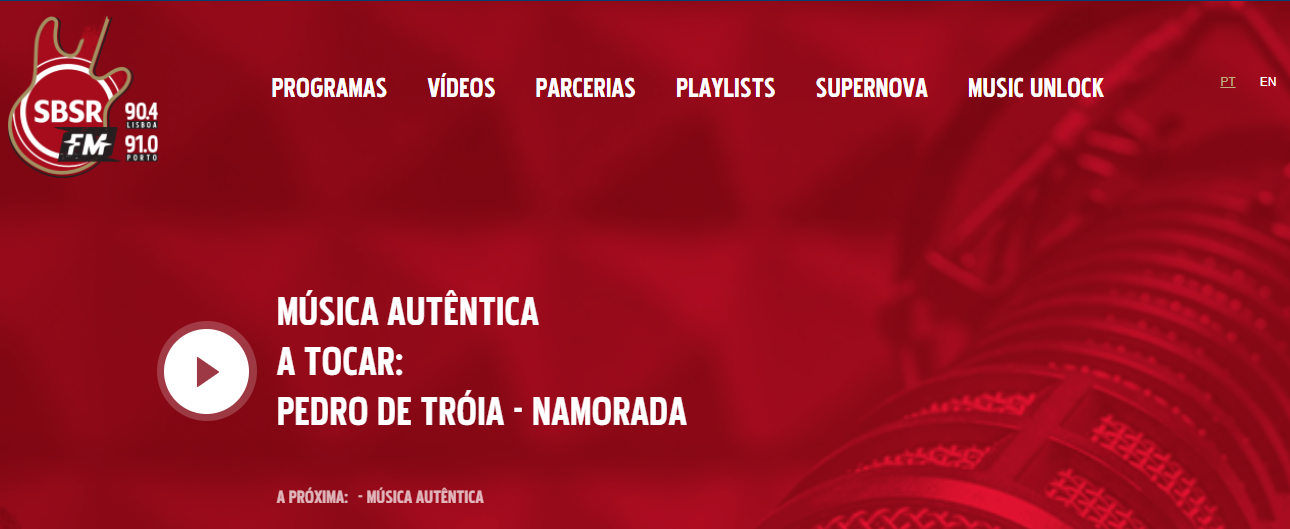 SBSR
FM
90.4
LISBOA
91.0
PORTO
PROGRAMAS VÍDEOS PARCERIAS PLAYLISTS SUPERNOVA MUSIC UNLOCK
PT EN
MÚSICA AUTÊNTICA
A TOCAR:
PEDRO DE TRÓIA - NAMORADA
A PRÓXIMA: - MÚSICA AUTÊNTICA